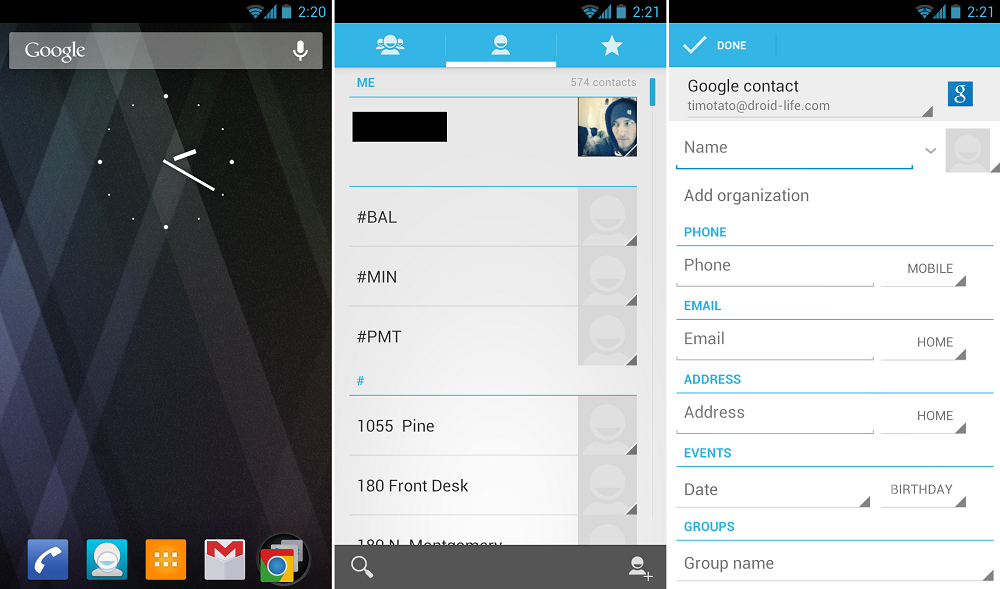 2:20
Google
2:21
ME
574 contacts
#BAL
#MIN
#PMT
#
1055 Pine
180 Front Desk
180 N. Montgomery
2:21
DONE
Google contact
timotato@droid-life.com
g
Name
Add organization
PHONE
Phone
MOBILE
EMAIL
Email
HOME
ADDRESS
Address
HOME
EVENTS
Date
BIRTHDAY
GROUPS
Group name